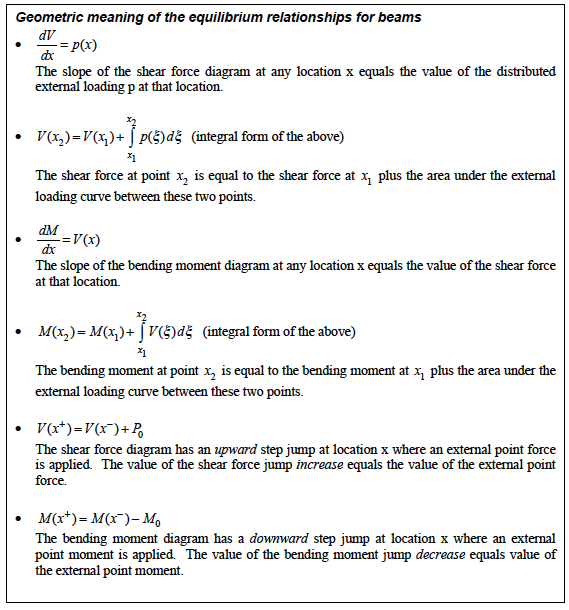 Geometric meaning of the equilibrium relationships for beams
• dV/dx = p(x)
The slope of the shear force diagram at any location x equals the value of the distributed
external loading p at that location.
• V(x₂)=V(x₁)+ ∫_{x₁}^{x₂} p(ξ)dξ (integral form of the above)
The shear force at point x₂ is equal to the shear force at x₁ plus the area under the external
loading curve between these two points.
• dM/dx =V(x)
The slope of the bending moment diagram at any location x equals the value of the shear force
at that location.
• M(x₂)= M(x₁)+ ∫_{x₁}^{x₂} V(ξ)dξ (integral form of the above)
The bending moment at point x₂ is equal to the bending moment at x₁ plus the area under the
external loading curve between these two points.
• V(x⁺)=V(x⁻)+ P₀
The shear force diagram has an upward step jump at location x where an external point force
is applied. The value of the shear force jump increase equals the value of the external point
force.
• M(x⁺)= M(x⁻)− M₀
The bending moment diagram has a downward step jump at location x where an external
point moment is applied. The value of the bending moment jump decrease equals value of
the external point moment.